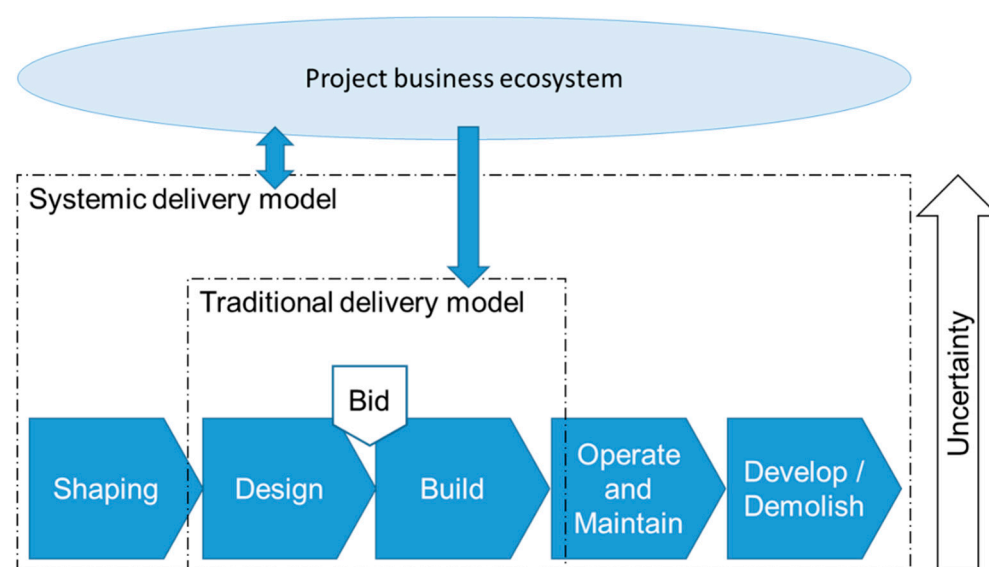 Project business ecosystem
Systemic delivery model
Traditional delivery model
Bid
Shaping
Design
Build
Operate
and
Maintain
Develop /
Demolish
Uncertainty